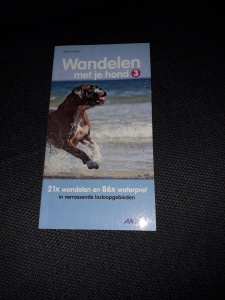 Wandelen
met je hond 3
21x wandelen en 86x waterpret
in verrassende losloopgebieden